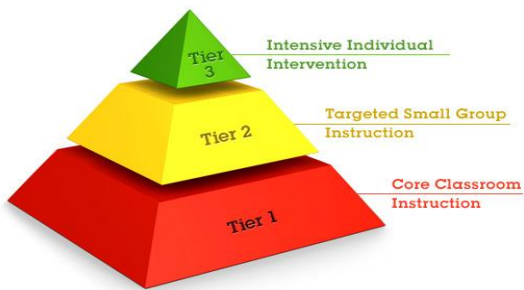 Tier
3
Intensive Individual
Intervention
Tier 2
Targeted Small Group
Instruction
Tier 1
Core Classroom
Instruction